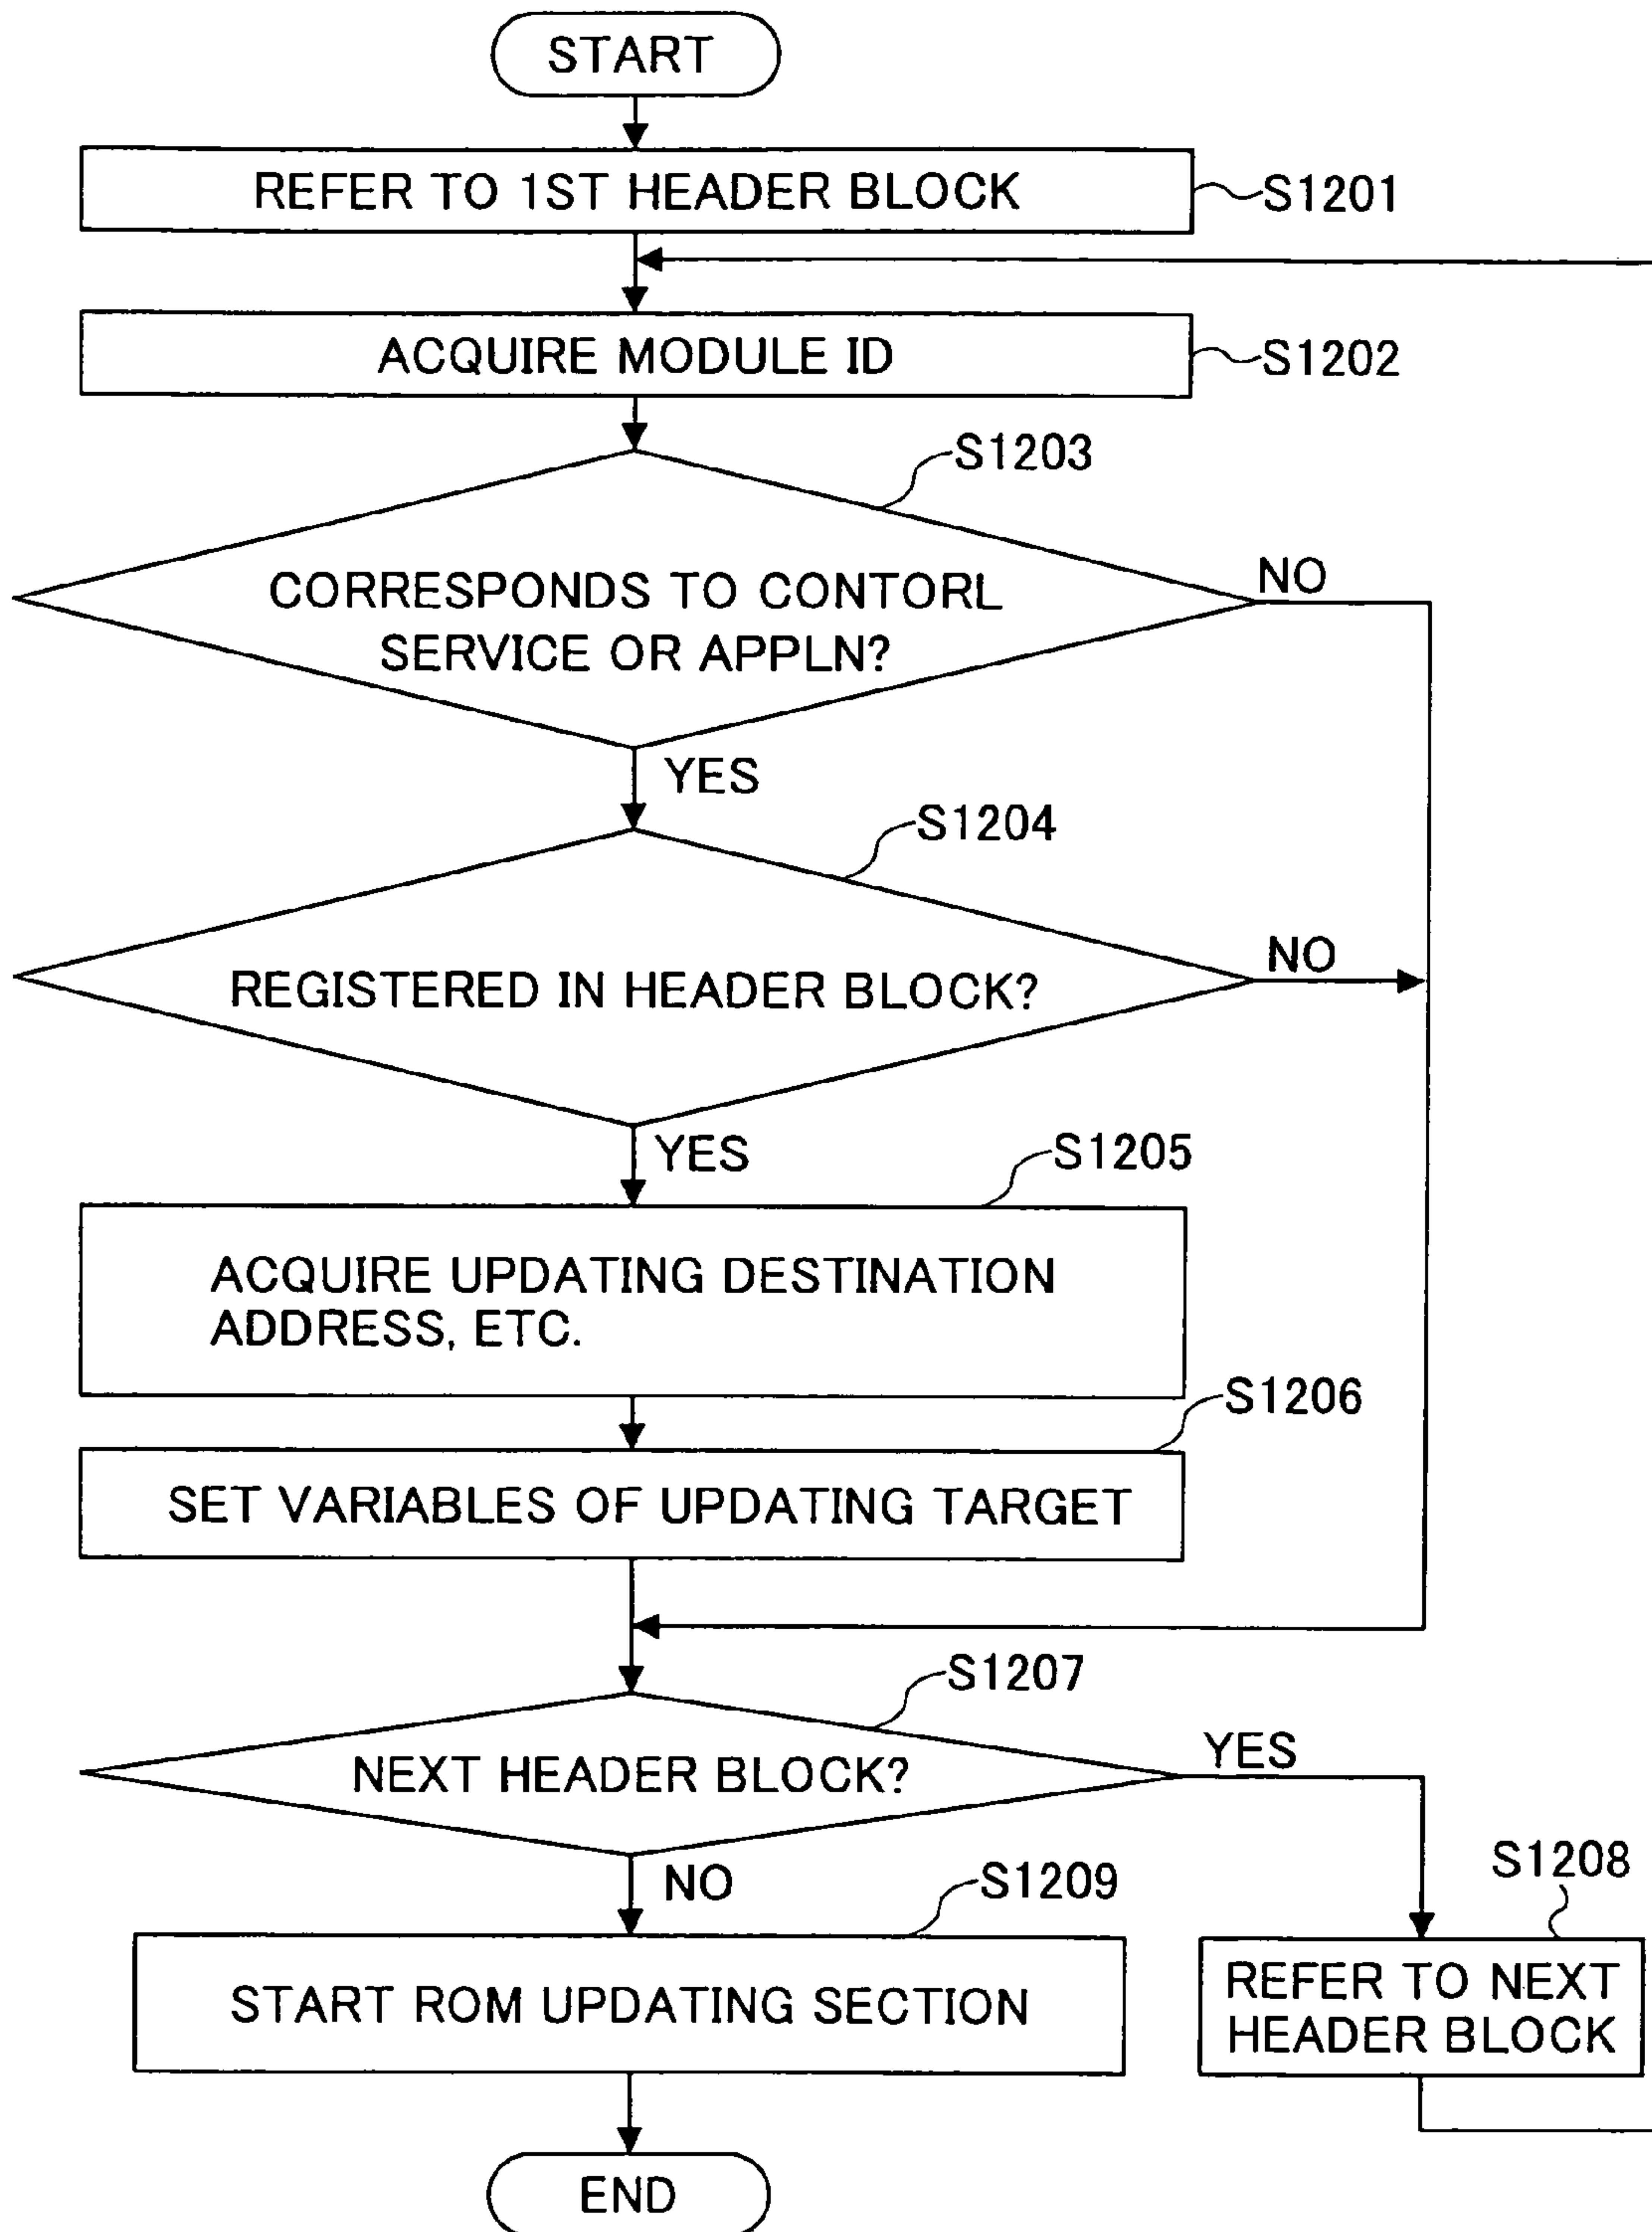 START
REFER TO 1ST HEADER BLOCK
S1201
ACQUIRE MODULE ID
S1202
S1203
CORRESPONDS TO CONTORL
SERVICE OR APPLN?
NO
YES
S1204
REGISTERED IN HEADER BLOCK?
NO
YES
S1205
ACQUIRE UPDATING DESTINATION
ADDRESS, ETC.
S1206
SET VARIABLES OF UPDATING TARGET
S1207
NEXT HEADER BLOCK?
YES
NO
S1209
START ROM UPDATING SECTION
S1208
REFER TO NEXT
HEADER BLOCK
END